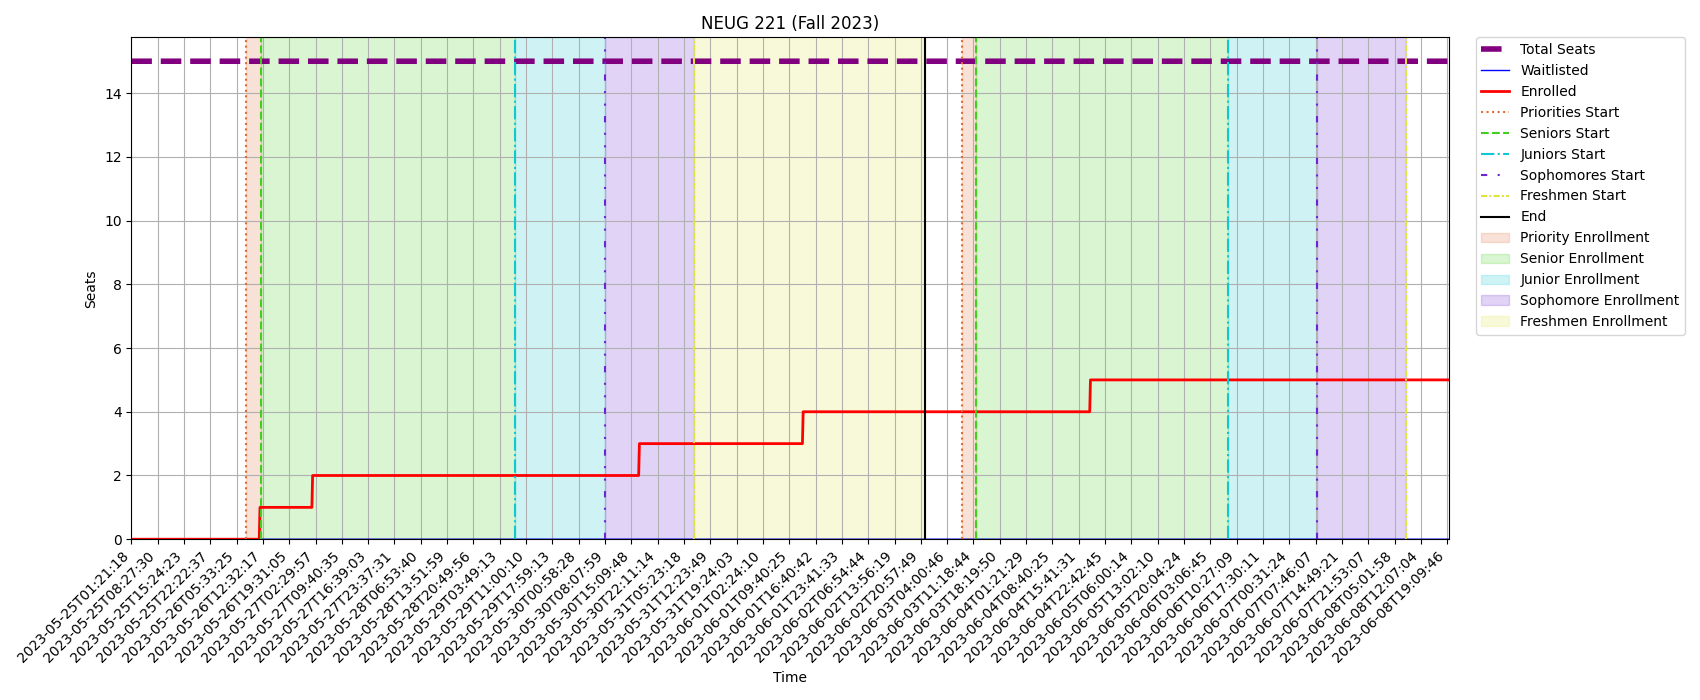 NEUG 221 (Fall 2023)
Seats
14
12
10
8
6
4
2
0
2023-05-25T01:21:18
2023-05-25T08:27:30
2023-05-25T15:24:23
2023-05-25T22:22:37
2023-05-26T05:33:25
2023-05-26T12:32:17
2023-05-26T19:31:05
2023-05-27T02:29:57
2023-05-27T09:40:35
2023-05-27T16:39:03
2023-05-27T23:37:31
2023-05-28T06:53:40
2023-05-28T13:51:59
2023-05-28T20:49:56
2023-05-29T03:49:13
2023-05-29T11:00:10
2023-05-29T17:59:13
2023-05-30T00:58:28
2023-05-30T08:07:59
2023-05-30T15:09:48
2023-05-30T22:11:14
2023-05-31T05:23:18
2023-05-31T12:23:49
2023-05-31T19:24:03
2023-06-01T02:24:10
2023-06-01T09:40:25
2023-06-01T16:40:42
2023-06-01T23:41:33
2023-06-02T06:54:44
2023-06-02T13:56:19
2023-06-02T20:57:49
2023-06-03T04:00:46
2023-06-03T11:18:44
2023-06-03T18:19:50
2023-06-04T01:21:29
2023-06-04T08:40:25
2023-06-04T15:41:31
2023-06-04T22:42:45
2023-06-05T06:00:14
2023-06-05T13:02:10
2023-06-05T20:04:24
2023-06-06T03:06:45
2023-06-06T10:27:09
2023-06-06T17:30:11
2023-06-07T00:31:24
2023-06-07T07:46:07
2023-06-07T14:49:21
2023-06-07T21:53:07
2023-06-08T05:01:58
2023-06-08T12:07:04
2023-06-08T19:09:46
Time
Total Seats
Waitlisted
Enrolled
Priorities Start
Seniors Start
Juniors Start
Sophomores Start
Freshmen Start
End
Priority Enrollment
Senior Enrollment
Junior Enrollment
Sophomore Enrollment
Freshmen Enrollment